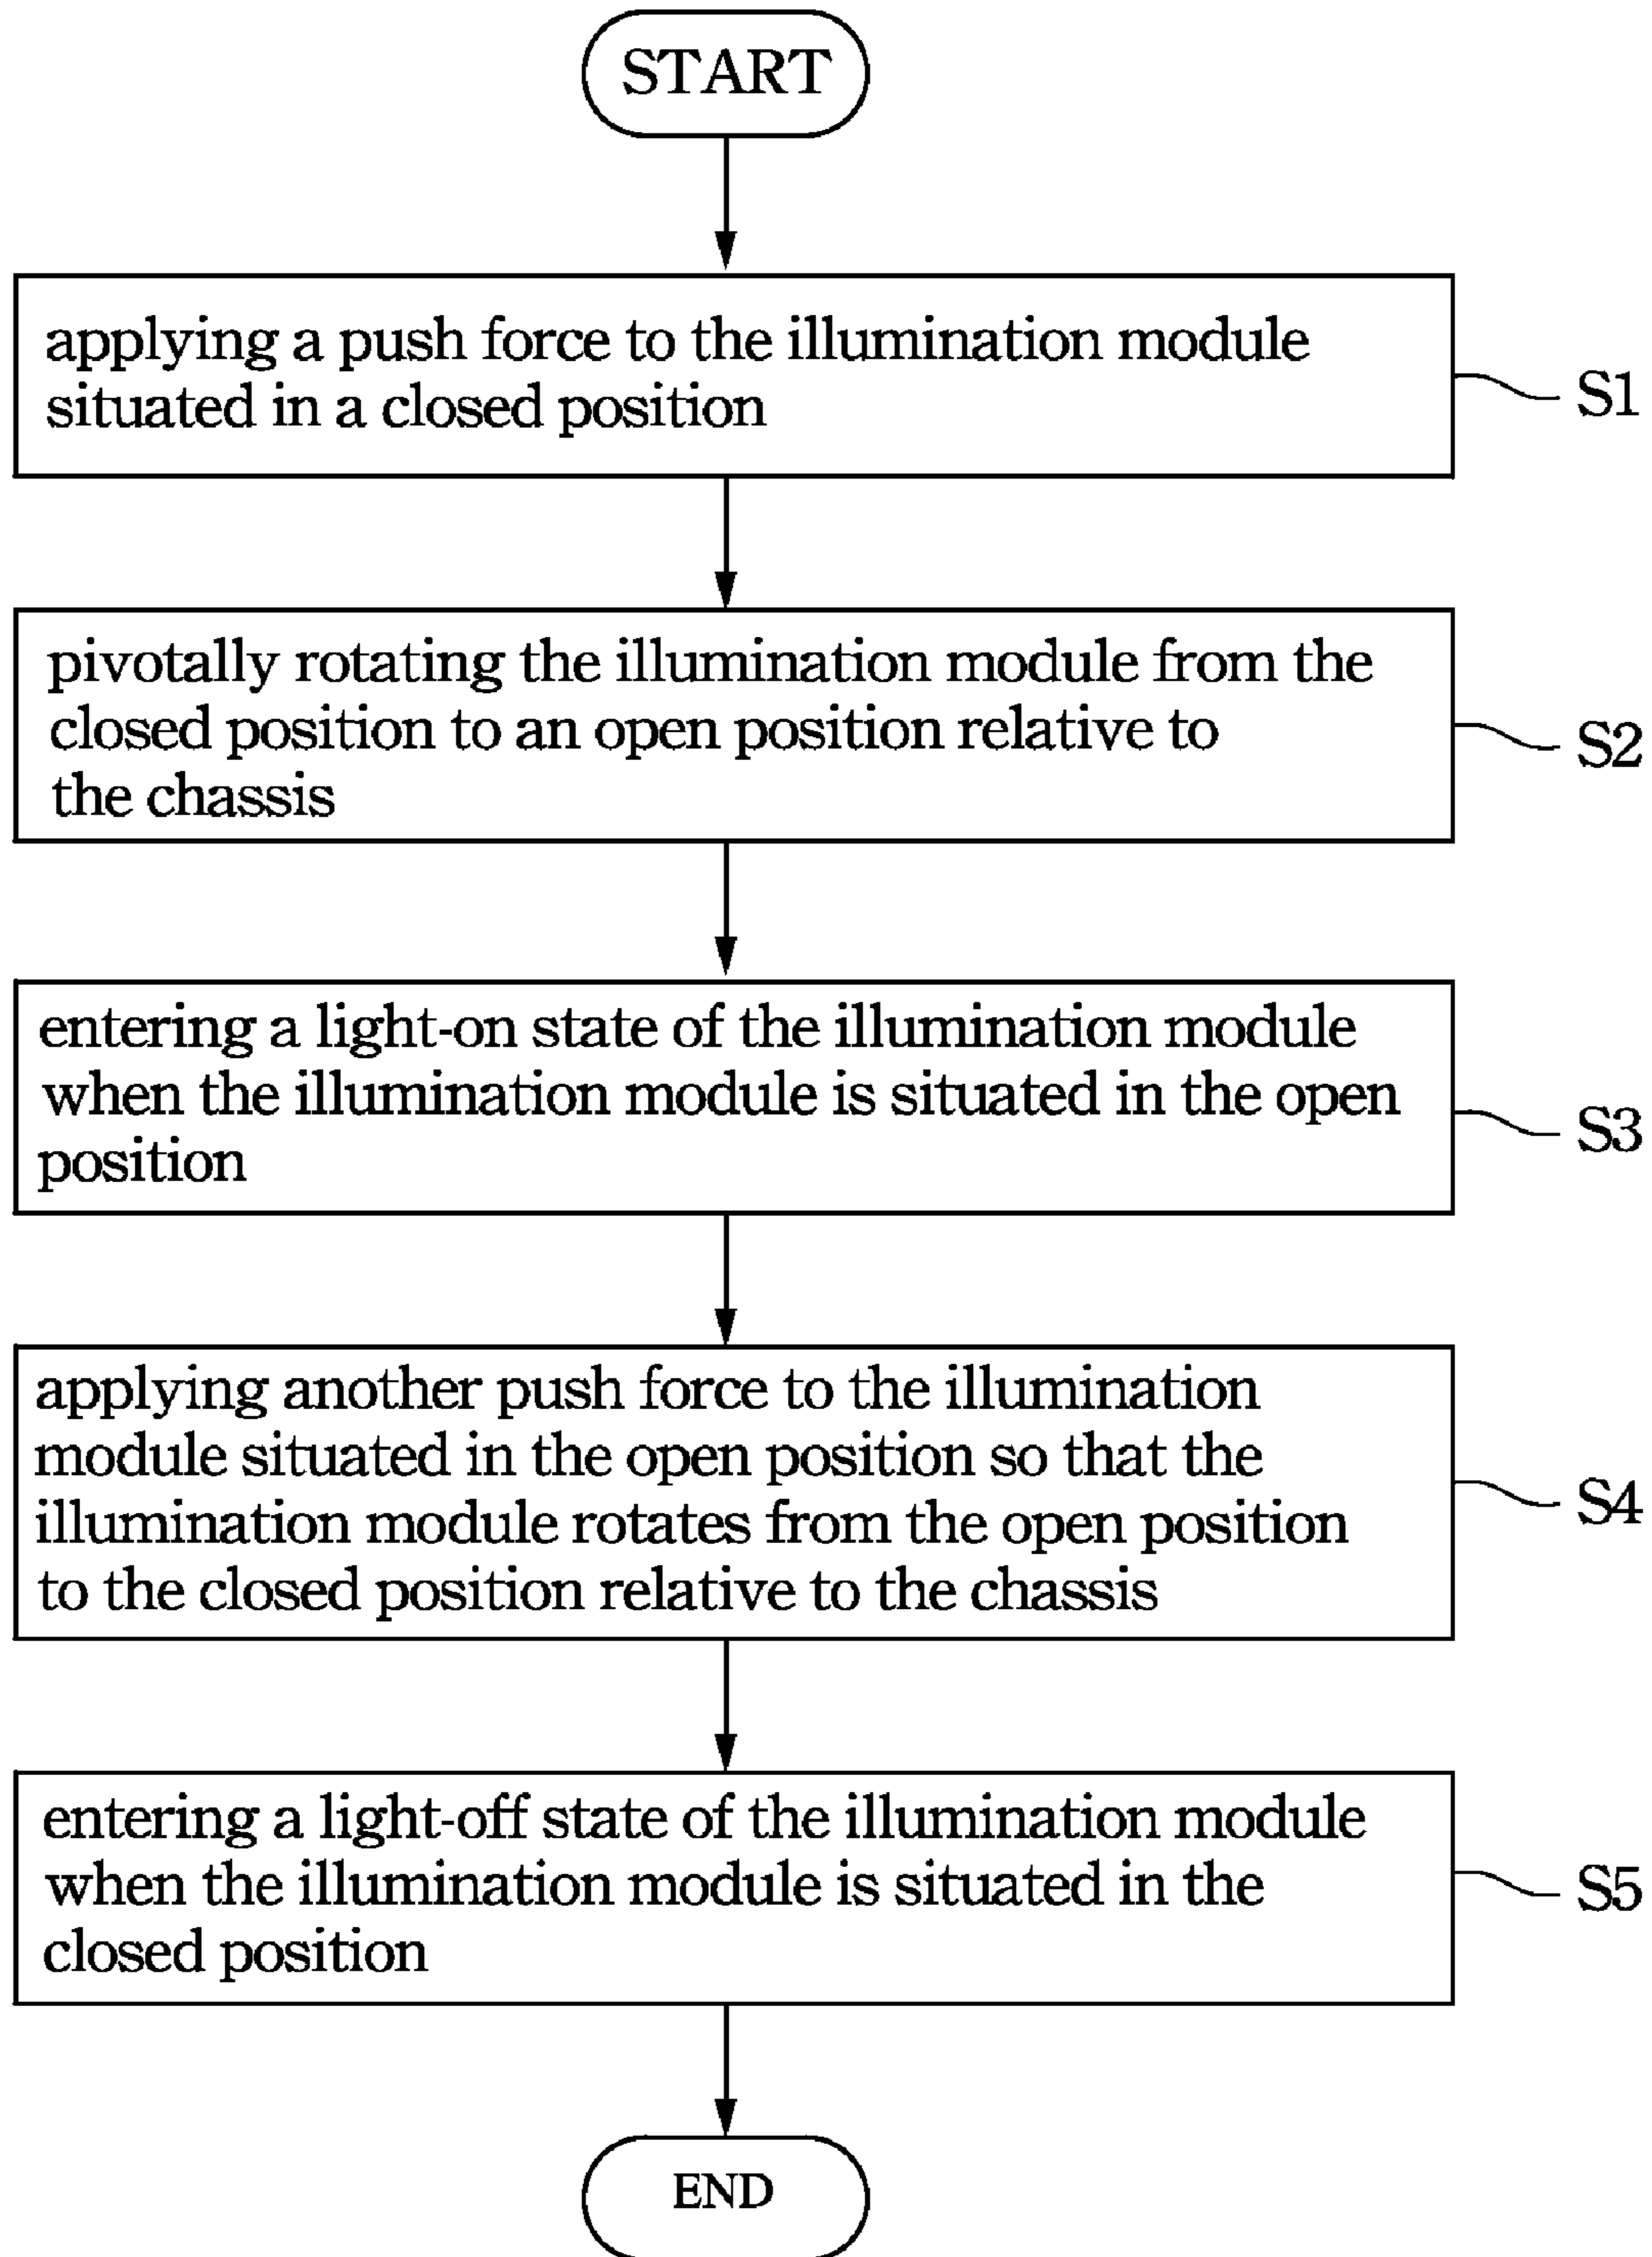 START
applying a push force to the illumination module
situated in a closed position
S1
pivotally rotating the illumination module from the
closed position to an open position relative to
the chassis
S2
entering a light-on state of the illumination module
when the illumination module is situated in the open
position
S3
applying another push force to the illumination
module situated in the open position so that the
illumination module rotates from the open position
to the closed position relative to the chassis
S4
entering a light-off state of the illumination module
when the illumination module is situated in the
closed position
S5
END